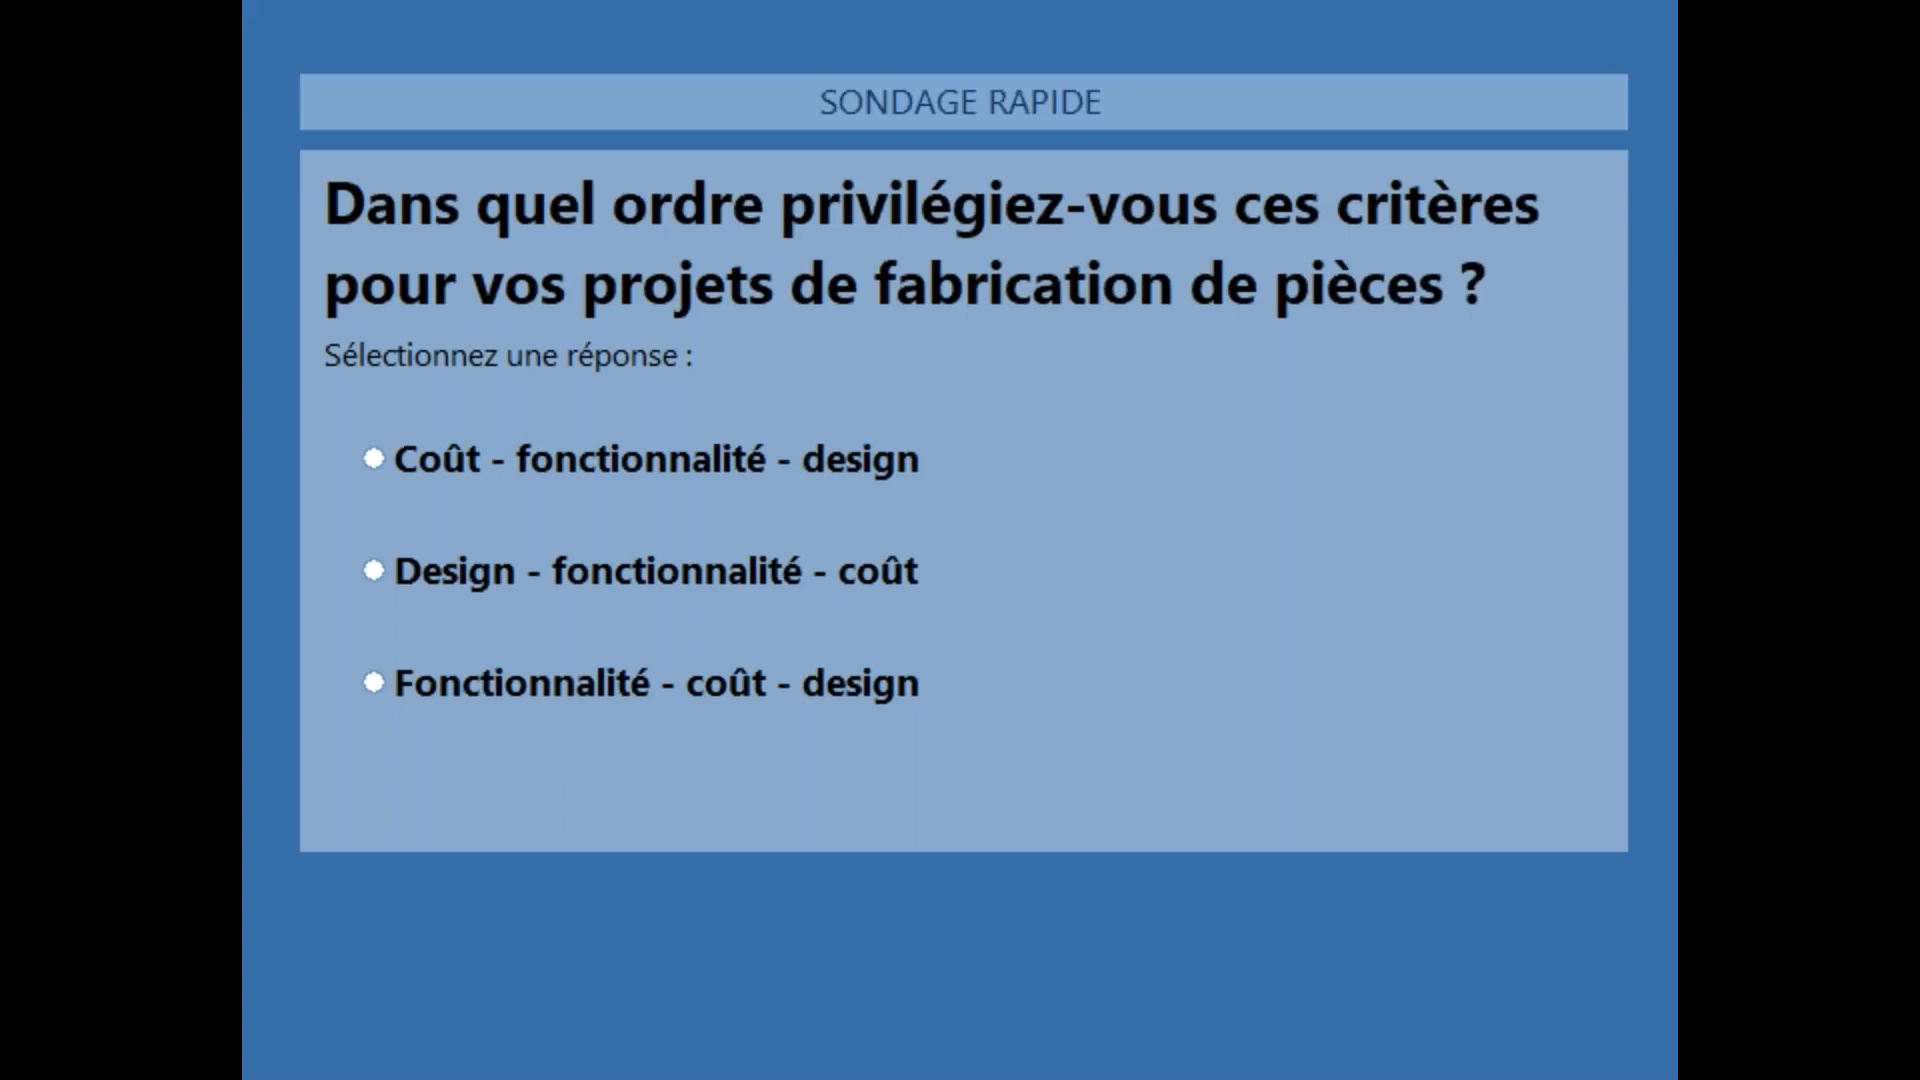 SONDAGE RAPIDE
Dans quel ordre privilégiez-vous ces critères
pour vos projets de fabrication de pièces ?
Sélectionnez une réponse :
Coût - fonctionnalité - design
Design - fonctionnalité - coût
Fonctionnalité - coût - design